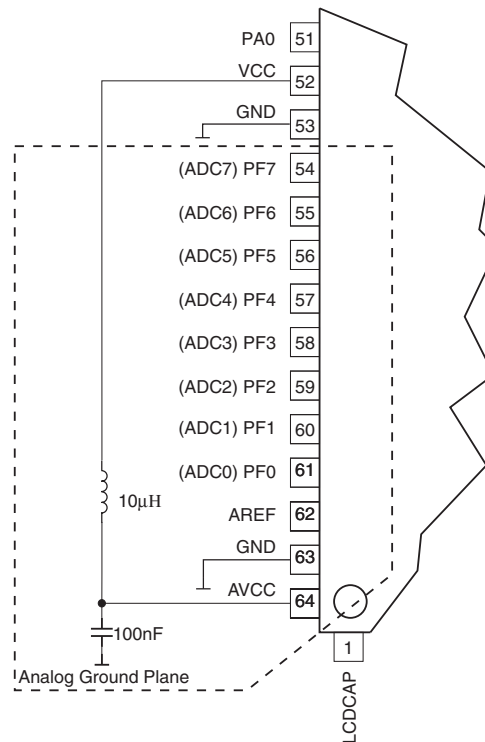 PA0 51
VCC 52
GND 53
(ADC7) PF7 54
(ADC6) PF6 55
(ADC5) PF5 56
(ADC4) PF4 57
(ADC3) PF3 58
(ADC2) PF2 59
(ADC1) PF1 60
(ADC0) PF0 61
10µH
AREF 62
GND 63
AVCC 64
100nF
1
Analog Ground Plane
LCDCAP